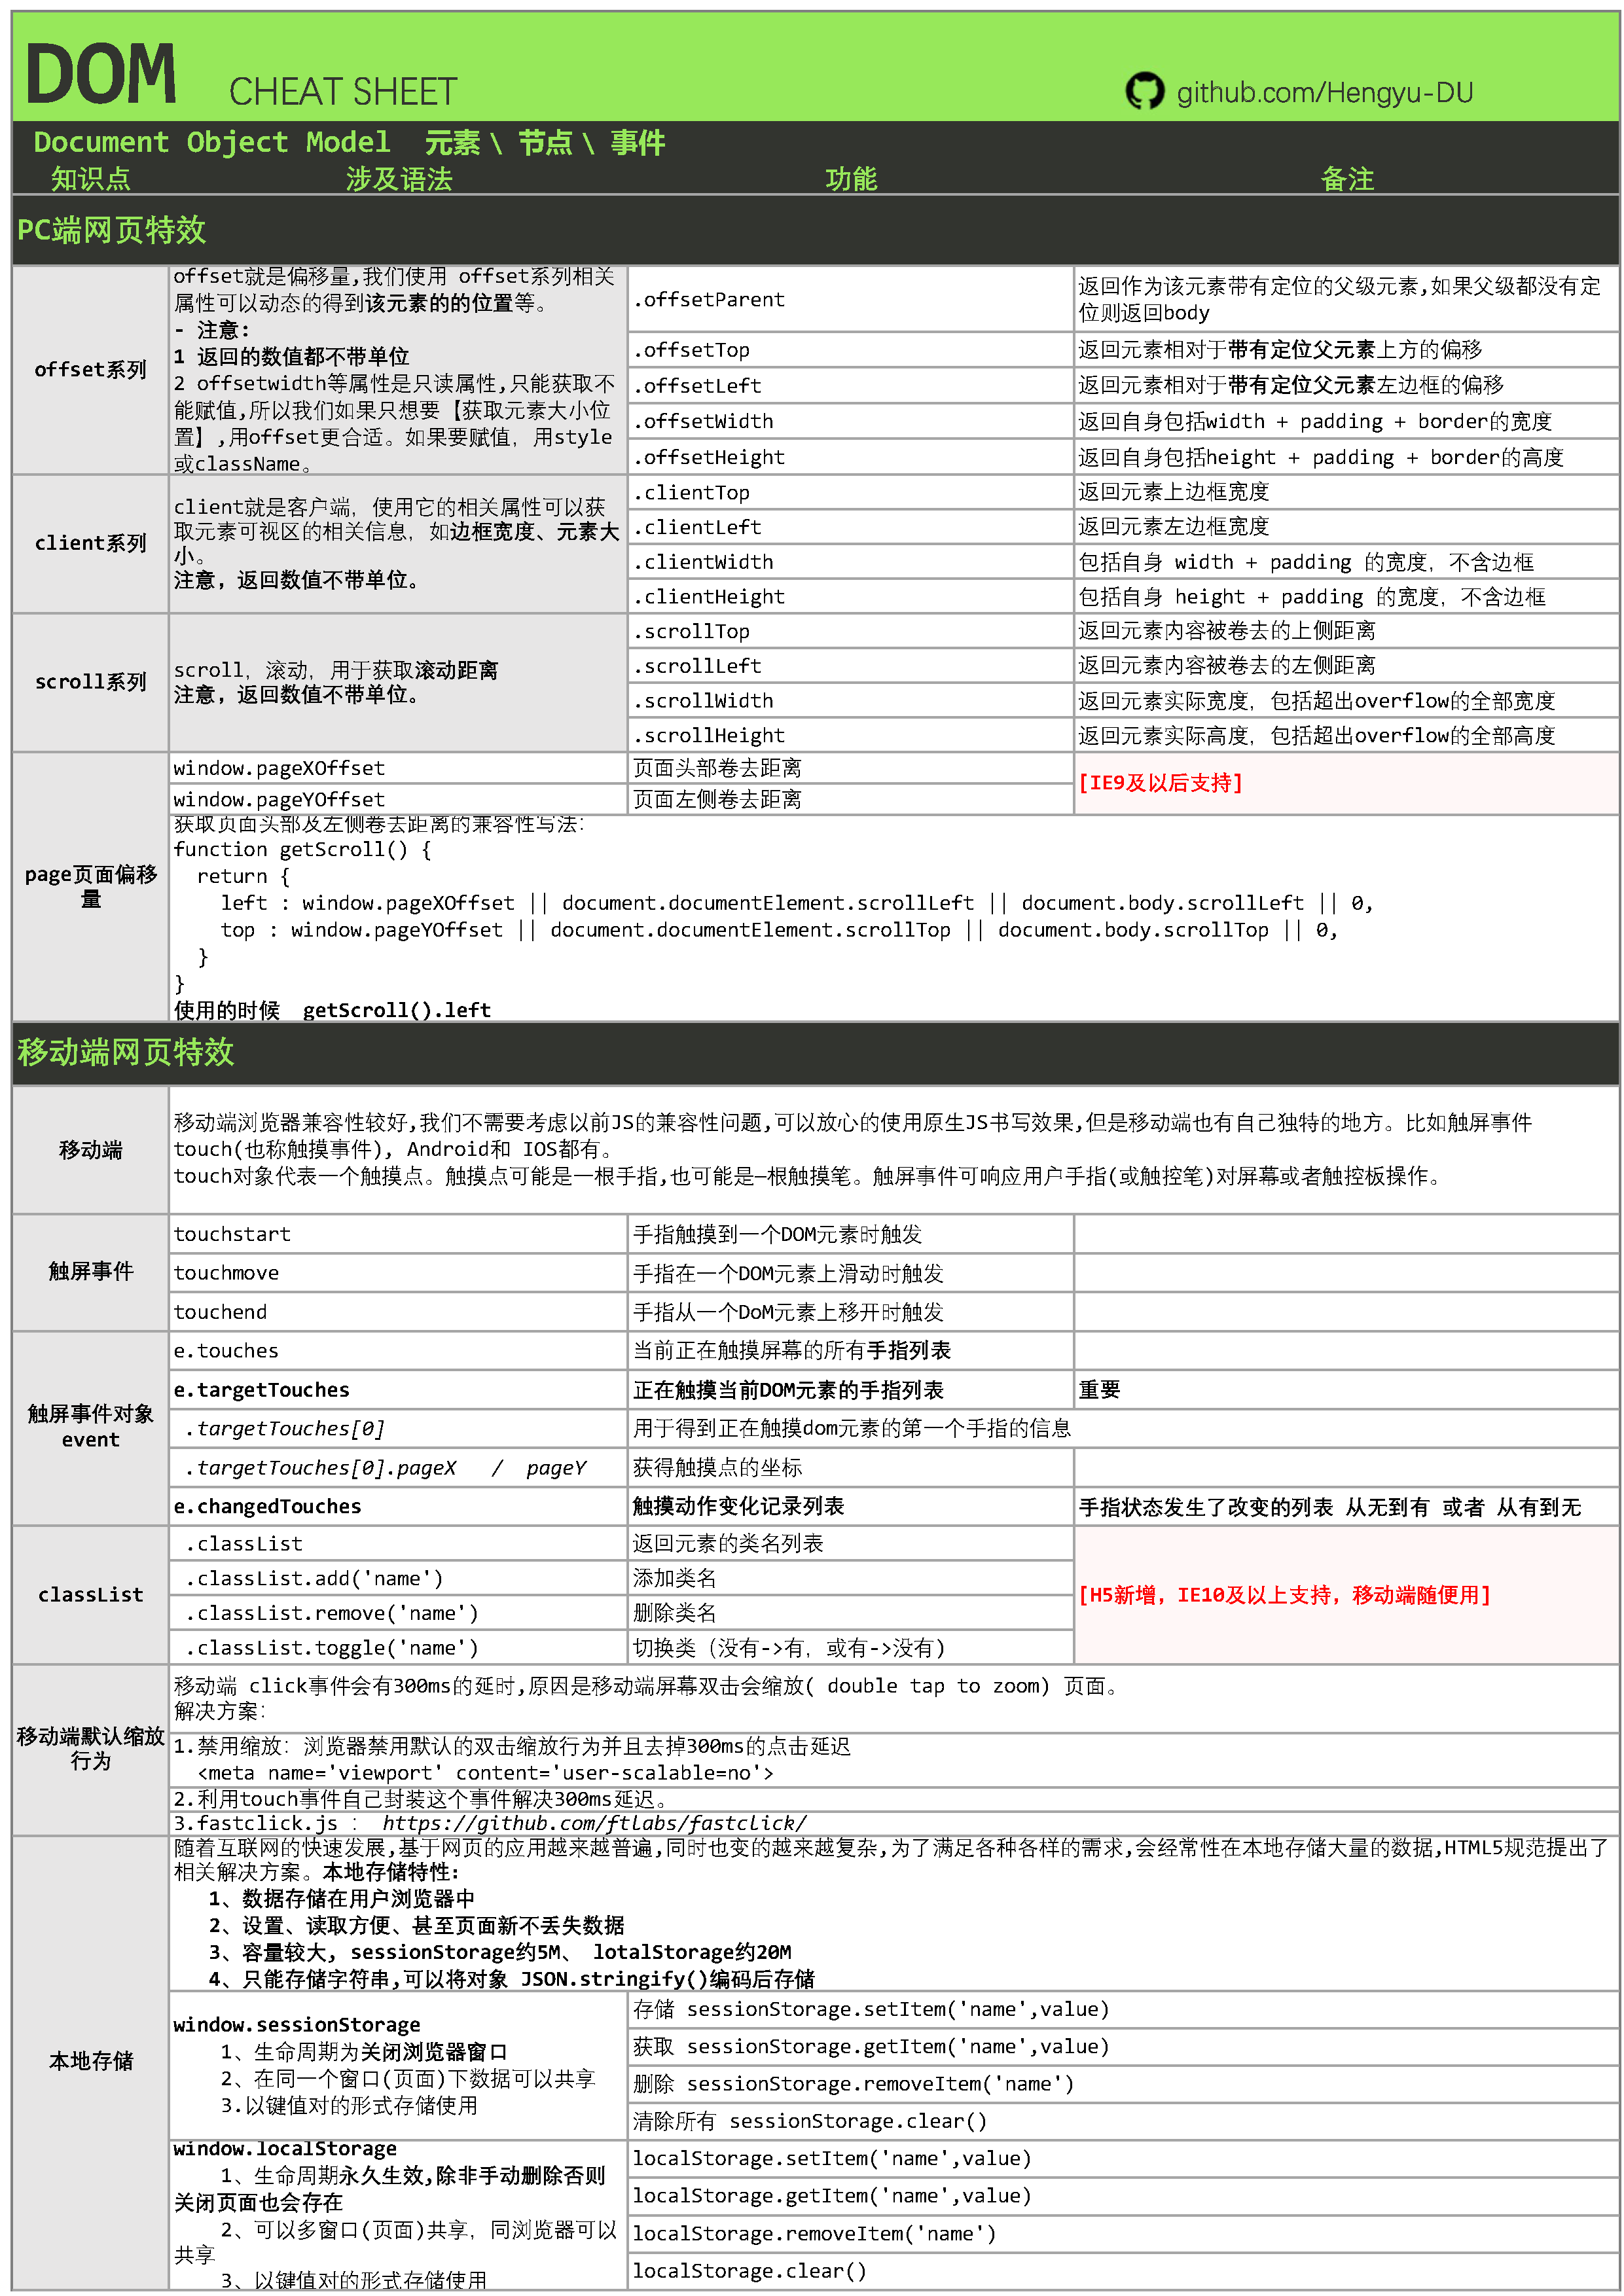 DOM CHEAT SHEET github.com/Hengyu-DU
Document Object Model 元素 \ 节点 \ 事件
知识点 涉及语法 功能 备注
PC端网页特效
offset系列
offset就是偏移量,我们使用 offset系列相关
属性可以动态的得到该元素的的位置等。
- 注意:
1 返回的数值都不带单位
2 offsetwidth等属性是只读属性,只能获取不
能赋值,所以我们如果只想要【获取元素大小位
置】,用offset更合适。如果要赋值，用style
或className。
.offsetParent
返回作为该元素带有定位的父级元素,如果父级都没有定
位则返回body
.offsetTop 返回元素相对于带有定位父元素上方的偏移
.offsetLeft 返回元素相对于带有定位父元素左边框的偏移
.offsetWidth 返回自身包括width + padding + border的宽度
.offsetHeight 返回自身包括height + padding + border的高度
client系列
client就是客户端，使用它的相关属性可以获
取元素可视区的相关信息，如边框宽度、元素大
小。
注意，返回数值不带单位。
.clientTop 返回元素上边框宽度
.clientLeft 返回元素左边框宽度
.clientWidth 包括自身 width + padding 的宽度，不含边框
.clientHeight 包括自身 height + padding 的宽度，不含边框
scroll系列
scroll，滚动，用于获取滚动距离
注意，返回数值不带单位。
.scrollTop 返回元素内容被卷去的上侧距离
.scrollLeft 返回元素内容被卷去的左侧距离
.scrollWidth 返回元素实际宽度，包括超出overflow的全部宽度
.scrollHeight 返回元素实际高度，包括超出overflow的全部高度
page页面偏移
量
window.pageXOffset 页面头部卷去距离
window.pageYOffset 页面左侧卷去距离
[IE9及以后支持]
获取页面头部及左侧卷去距离的兼容性写法：
function getScroll() {
return {
left : window.pageXOffset || document.documentElement.scrollLeft || document.body.scrollLeft || 0,
top : window.pageYOffset || document.documentElement.scrollTop || document.body.scrollTop || 0,
}
}
使用的时候 getScroll().left
移动端网页特效
移动端
移动端浏览器兼容性较好,我们不需要考虑以前JS的兼容性问题,可以放心的使用原生JS书写效果,但是移动端也有自己独特的地方。比如触屏事件
touch(也称触摸事件), Android和 IOS都有。
touch对象代表一个触摸点。触摸点可能是一根手指,也可能是—根触摸笔。触屏事件可响应用户手指(或触控笔)对屏幕或者触控板操作。
触屏事件
touchstart 手指触摸到一个DOM元素时触发
touchmove 手指在一个DOM元素上滑动时触发
touchend 手指从一个DoM元素上移开时触发
触屏事件对象
event
e.touches 当前正在触摸屏幕的所有手指列表
e.targetTouches 正在触摸当前DOM元素的手指列表 重要
.targetTouches[0] 用于得到正在触摸dom元素的第一个手指的信息
.targetTouches[0].pageX / pageY 获得触摸点的坐标
e.changedTouches 触摸动作变化记录列表 手指状态发生了改变的列表 从无到有 或者 从有到无
classList
.classList 返回元素的类名列表
.classList.add('name') 添加类名
.classList.remove('name') 删除类名
.classList.toggle('name') 切换类（没有->有，或有->没有）
[H5新增，IE10及以上支持，移动端随便用]
移动端默认缩放
行为
移动端 click事件会有300ms的延时,原因是移动端屏幕双击会缩放( double tap to zoom) 页面。
解决方案：
1.禁用缩放：浏览器禁用默认的双击缩放行为并且去掉300ms的点击延迟
<meta name='viewport' content='user-scalable=no'>
2.利用touch事件自己封装这个事件解决300ms延迟。
3.fastclick.js： https://github.com/ftlabs/fastclick/
本地存储
随着互联网的快速发展,基于网页的应用越来越普遍,同时也变的越来越复杂,为了满足各种各样的需求,会经常性在本地存储大量的数据,HTML5规范提出了
相关解决方案。本地存储特性：
1、数据存储在用户浏览器中
2、设置、读取方便、甚至页面新不丢失数据
3、容量较大, sessionStorage约5M、 lotalStorage约20M
4、只能存储字符串,可以将对象 JSON.stringify()编码后存储
window.sessionStorage
1、生命周期为关闭浏览器窗口
2、在同一个窗口(页面)下数据可以共享
3.以键值对的形式存储使用
存储 sessionStorage.setItem('name',value)
获取 sessionStorage.getItem('name',value)
删除 sessionStorage.removeItem('name')
清除所有 sessionStorage.clear()
window.localStorage
1、生命周期永久生效,除非手动删除否则
关闭页面也会存在
2、可以多窗口(页面)共享，同浏览器可以
共享
3、以键值对的形式存储使用
localStorage.setItem('name',value)
localStorage.getItem('name',value)
localStorage.removeItem('name')
localStorage.clear()